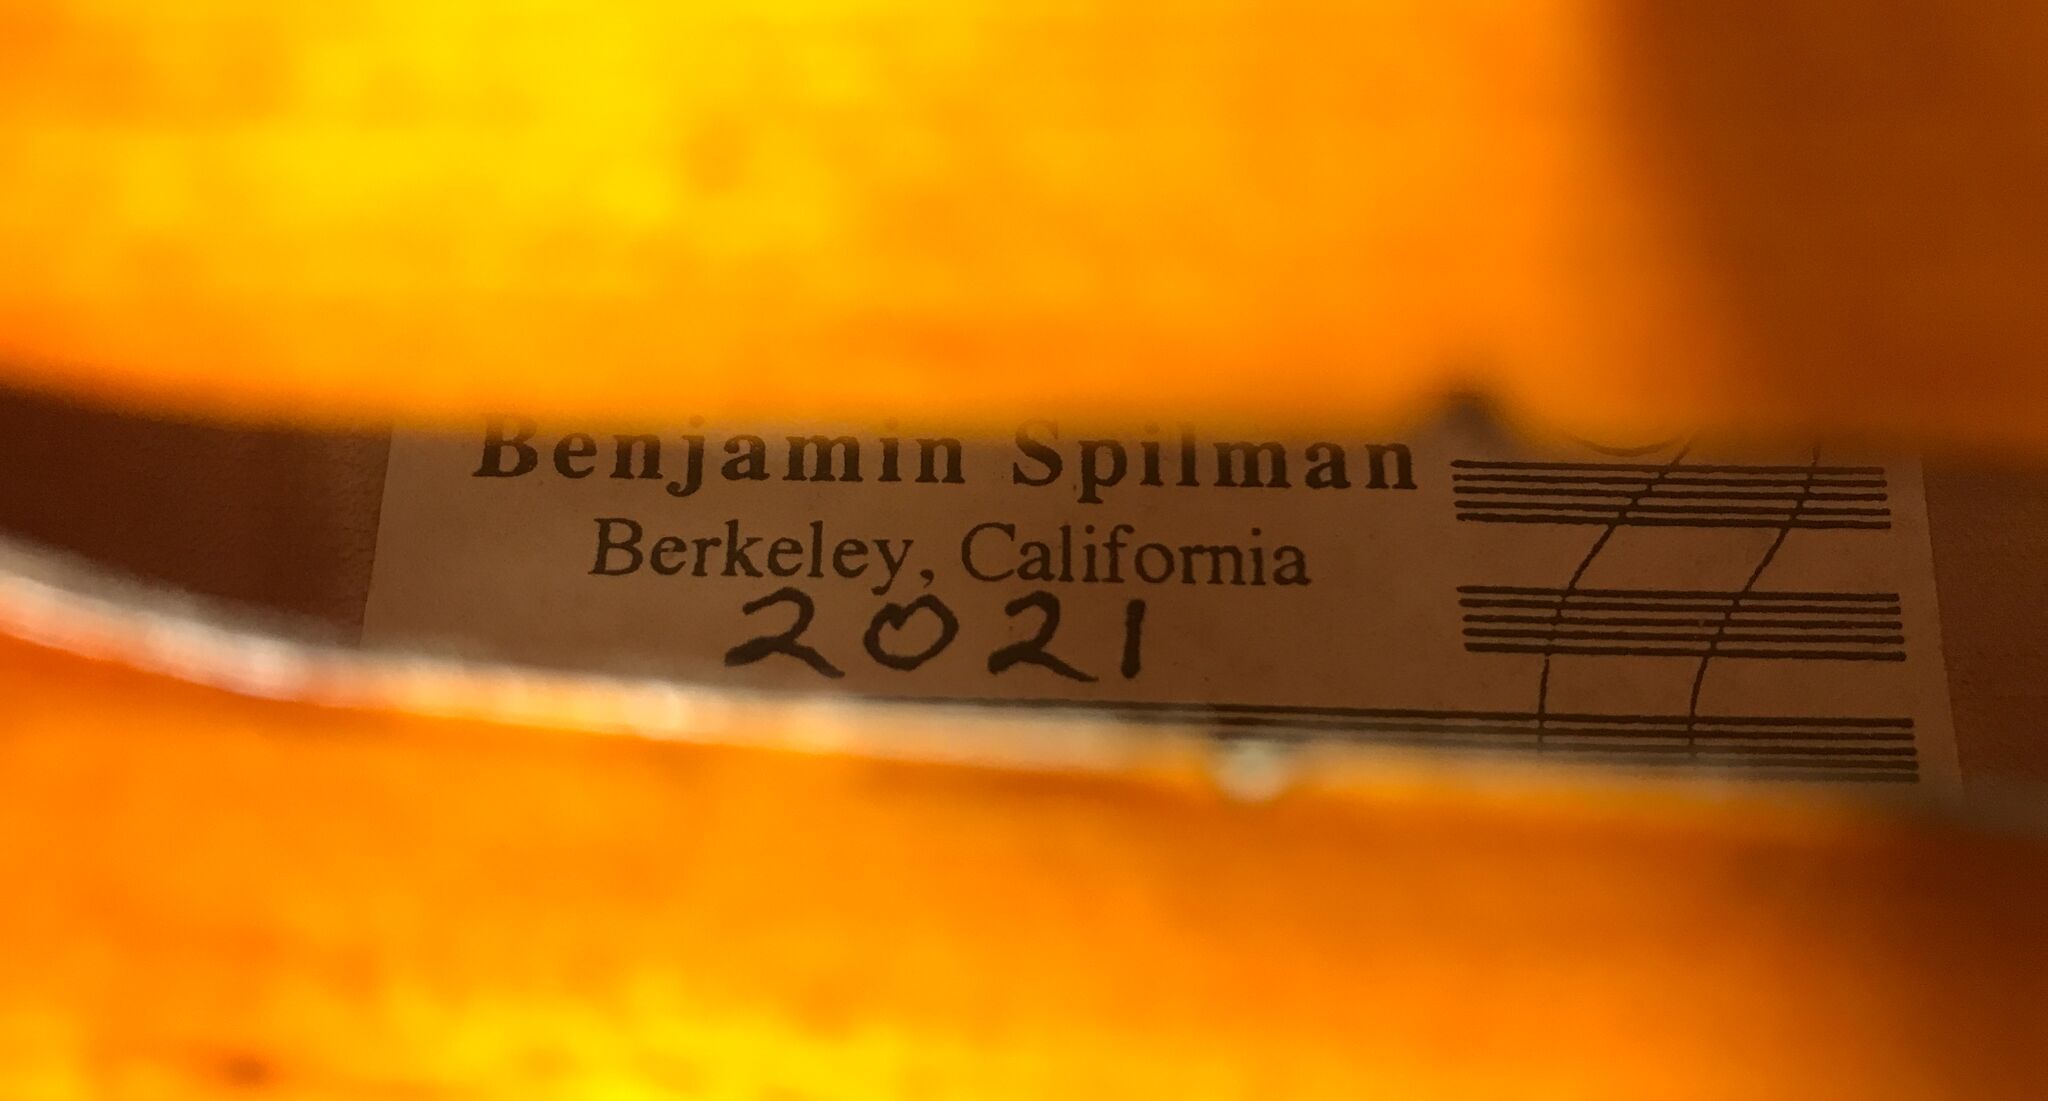 Benjamin Spilman
Berkeley, California
2021